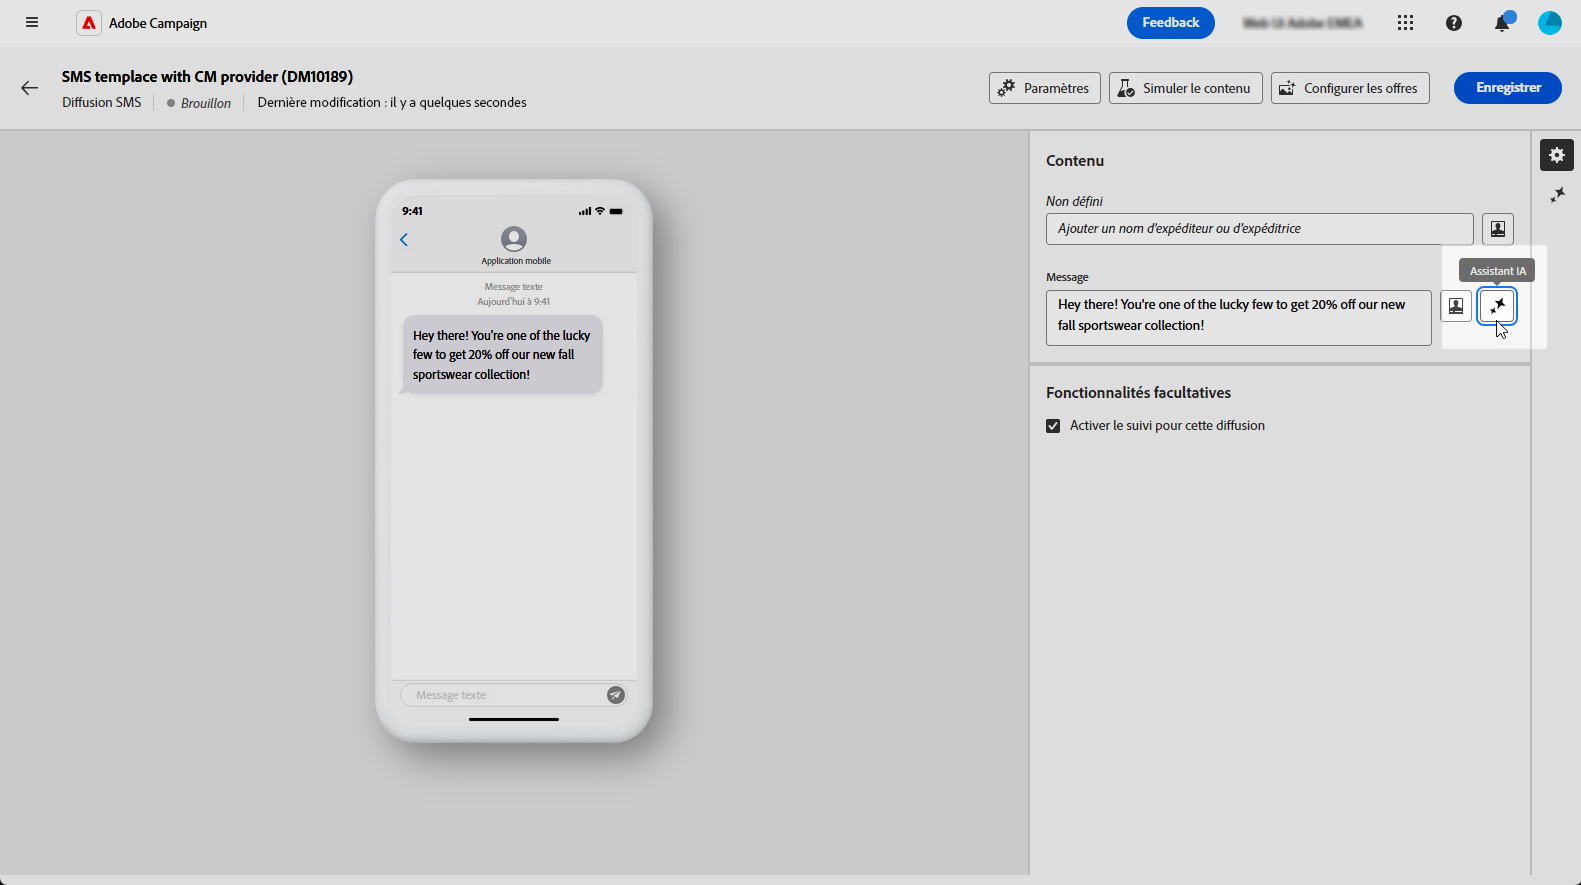 Adobe Campaign
Feedback
SMS templace with CM provider (DM10189)
Diffusion SMS
Brouillon
Dernière modification : il y a quelques secondes
Paramètres
Simuler le contenu
Configurer les offres
Enregistrer
9:41
Application mobile
Message texte
Aujourd'hui à 9:41
Hey there! You're one of the lucky
few to get 20% off our new fall
sportswear collection!
Message texte
Contenu
Non défini
Ajouter un nom d'expéditeur ou d'expéditrice
Assistant IA
Message
Hey there! You're one of the lucky few to get 20% off our new
fall sportswear collection!
Fonctionnalités facultatives
Activer le suivi pour cette diffusion